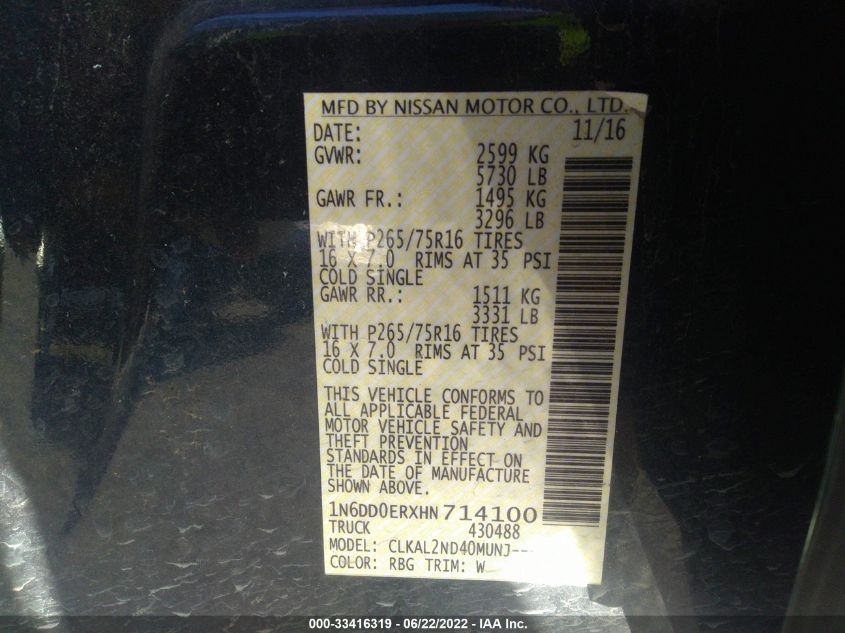 MFD BY NISSAN MOTOR CO., LTD.
DATE: 11/16
GVWR: 2599 KG
5730 LB
GAWR FR.: 1495 KG
3296 LB
WITH P265/75R16 TIRES
16 X 7.0 RIMS AT 35 PSI
COLD SINGLE
GAWR RR.: 1511 KG
3331 LB
WITH P265/75R16 TIRES
16 X 7.0 RIMS AT 35 PSI
COLD SINGLE
THIS VEHICLE CONFORMS TO
ALL APPLICABLE FEDERAL
MOTOR VEHICLE SAFETY AND
THEFT PREVENTION
STANDARDS IN EFFECT ON
THE DATE OF MANUFACTURE
SHOWN ABOVE.
1N6DD0ERXHN714100
TRUCK 430488
MODEL: CLKAL2ND40MUNJ---
COLOR: RBG TRIM: W
000-33416319 / 06/22/2022 - IAA Inc.